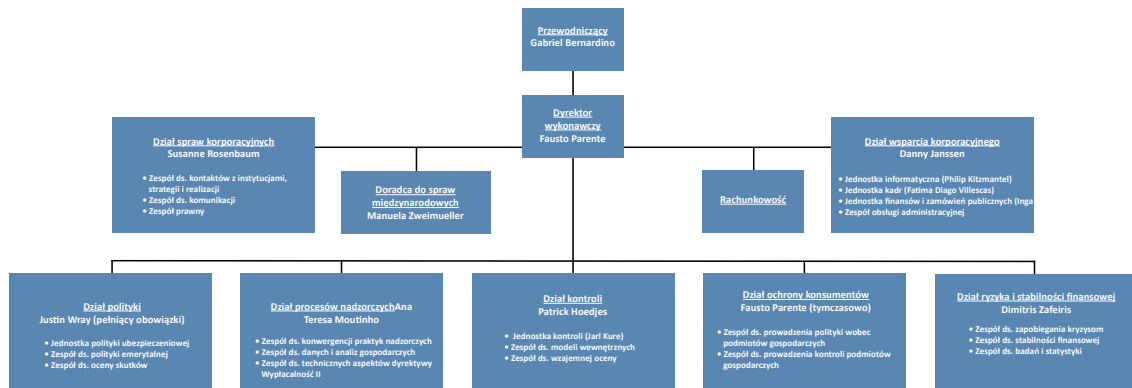 Przewodniczący
Gabriel Bernardino
Dyrektor
wykonawczy
Fausto Parente
Dział spraw korporacyjnych
Susanne Rosenbaum
• Zespół ds. kontaktów z instytucjami,
strategii i realizacji
• Zespół ds. komunikacji
• Zespół prawny
Doradca do spraw
międzynarodowych
Manuela Zweimueller
Rachunkowość
Dział wsparcia korporacyjnego
Danny Janssen
• Jednostka informatyczna (Philip Kitzmantel)
• Jednostka kadr (Fatima Diago Villescas)
• Jednostka finansów i zamówień publicznych (Inga
• Zespół obsługi administracyjnej
Dział polityki
Justin Wray (pełniący obowiązki)
• Jednostka polityki ubezpieczeniowej
• Zespół ds. polityki emerytalnej
• Zespół ds. oceny skutków
Dział procesów nadzorczychAna
Teresa Moutinho
• Zespół ds. konwergencji praktyk nadzorczych
• Zespół ds. danych i analiz gospodarczych
• Zespół ds. technicznych aspektów dyrektywy
Wypłacalność II
Dział kontroli
Patrick Hoedjes
• Jednostka kontroli (Jarl Kure)
• Zespół ds. modeli wewnętrznych
• Zespół ds. wzajemnej oceny
Dział ochrony konsumentów
Fausto Parente (tymczasowo)
• Zespół ds. prowadzenia polityki wobec
podmiotów gospodarczych
• Zespół ds. prowadzenia kontroli podmiotów
gospodarczych
Dział ryzyka i stabilności finansowej
Dimitris Zafeiris
• Zespół ds. zapobiegania kryzysom
• Zespół ds. stabilności finansowej
• Zespół ds. badań i statystyki